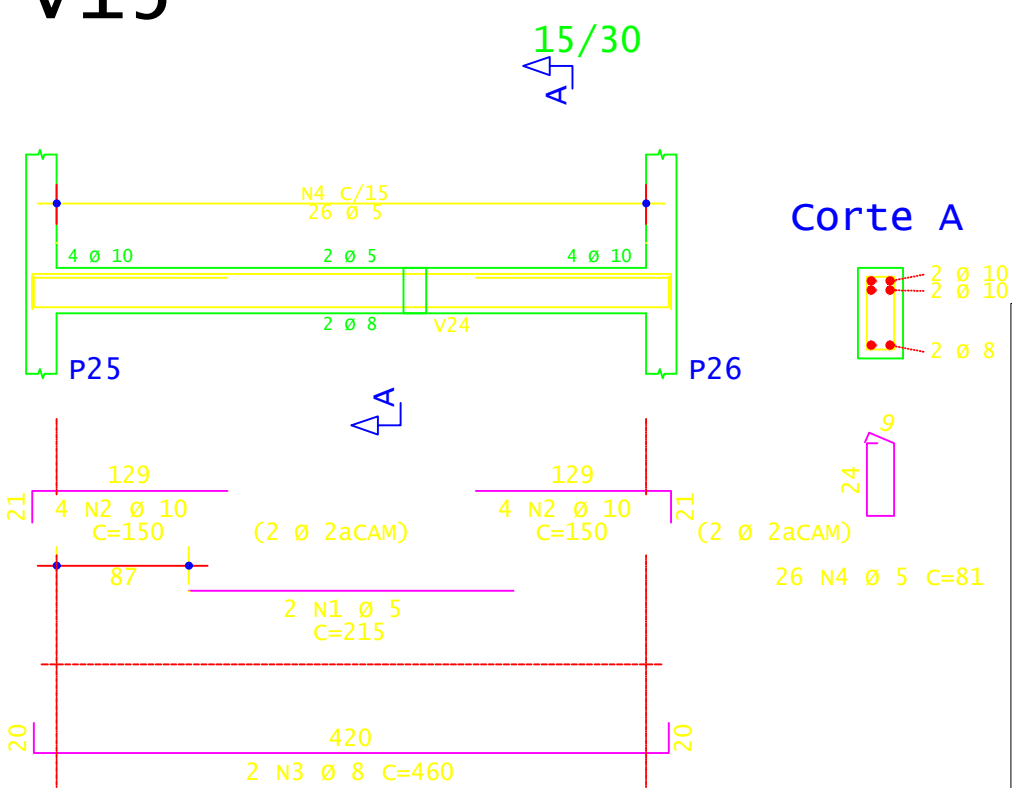 V15
15/30
A
N4 C/15
26 Ø 5
Corte A
4 Ø 10
2 Ø 5
4 Ø 10
2 Ø 10
2 Ø 10
2 Ø 8
V24
2 Ø 8
P25
P26
A
9
24
129
129
21
4 N2 Ø 10
C=150
(2 Ø 2aCAM)
4 N2 Ø 10
C=150
21
(2 Ø 2aCAM)
87
26 N4 Ø 5 C=81
2 N1 Ø 5
C=215
20
420
20
2 N3 Ø 8 C=460